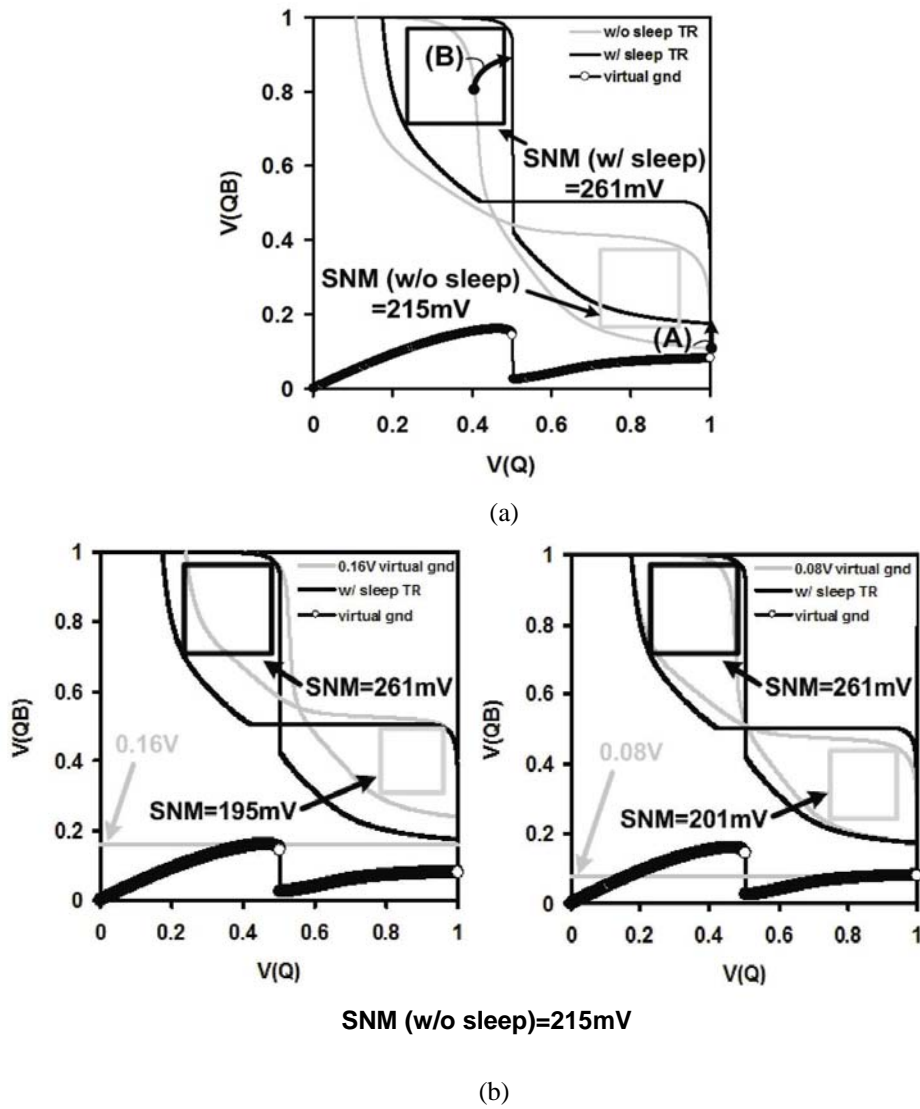 w/o sleep TR
w/ sleep TR
virtual gnd
(B)
SNM (w/ sleep)
=261mV
SNM (w/o sleep)
=215mV
(A)
V(QB)
1
0.8
0.6
0.4
0.2
0
0 0.2 0.4 0.6 0.8 1
V(Q)
(a)
0.16V virtual gnd
w/ sleep TR
virtual gnd
SNM=261mV
0.16V
SNM=195mV
V(QB)
1
0.8
0.6
0.4
0.2
0
0 0.2 0.4 0.6 0.8 1
V(Q)
0.08V virtual gnd
w/ sleep TR
virtual gnd
SNM=261mV
0.08V
SNM=201mV
V(QB)
1
0.8
0.6
0.4
0.2
0
0 0.2 0.4 0.6 0.8 1
V(Q)
SNM (w/o sleep)=215mV
(b)